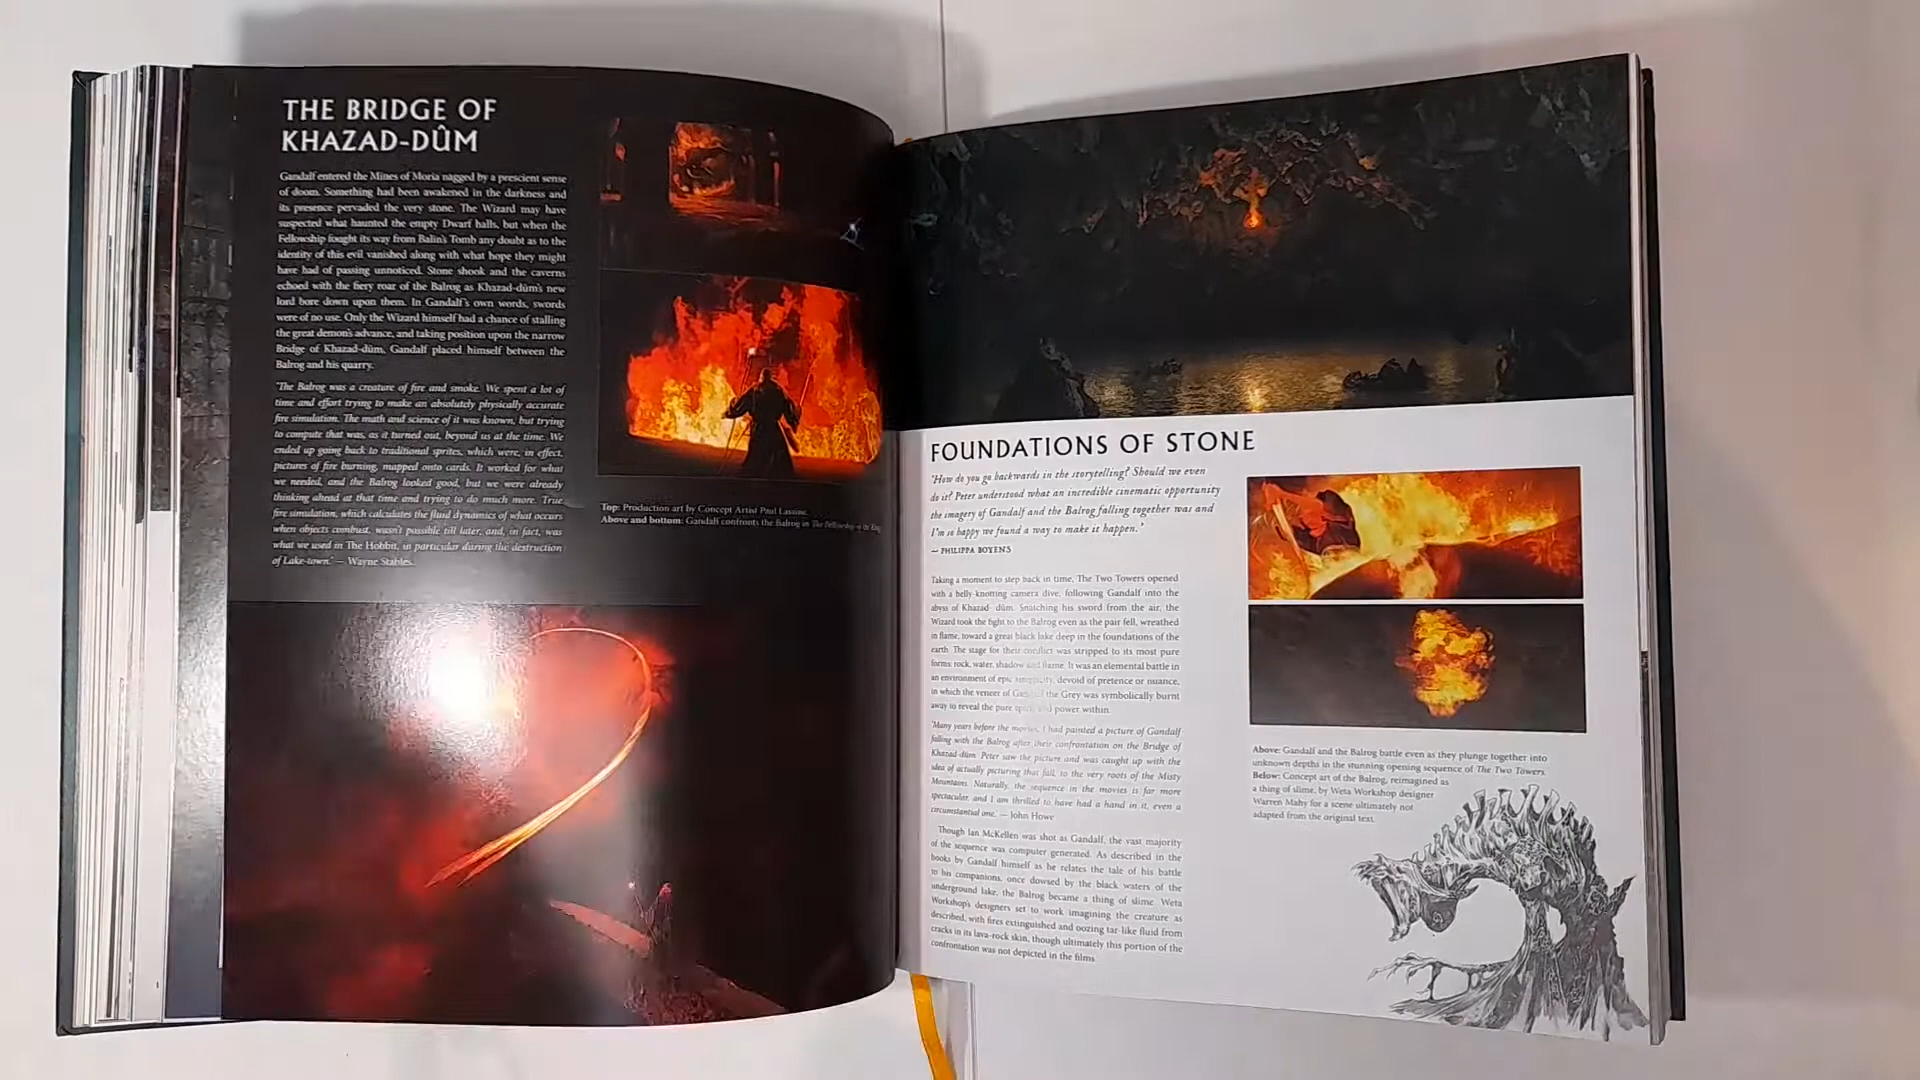 THE BRIDGE OF
KHAZAD-DÛM
Gandalf entered the Mines of Moria nagged by a prescient sense
of doom. Something had been awakened in the darkness and
its presence pervaded the very stone. The Wizard may have
suspected what haunted the empty Dwarf halls, but when the
Fellowship fought its way from Balin's Tomb any doubt as to the
identity of this evil vanished along with what hope they might
have had of passing unnoticed. Stone shook and the caverns
echoed with the fiery roar of the Balrog as Khazad-dûm's new
lord bore down upon them. In Gandalf's own words, swords
were of no use. Only the Wizard himself had a chance of stalling
the great demon's advance, and taking position upon the narrow
Bridge of Khazad-dûm, Gandalf placed himself between the
Balrog and his quarry.
'The Balrog was a creature of fire and smoke. We spent a lot of
time and effort trying to make an absolutely physically accurate
fire simulation. The math and science of it was known, but trying
to compute that was, as it turned out, beyond us at the time. We
ended up going back to traditional sprites, which were, in effect,
pictures of fire burning, mapped onto cards. It worked for what
we needed, and the Balrog looked good, but we were already
thinking ahead at that time and trying to do much more. True
fire simulation, which calculates the fluid dynamics of what occurs
when objects combust, wasn't possible till later, and, in fact, was
what we used in The Hobbit, in particular during the destruction
of Lake-town.' — Wayne Stables
Top: Production art by Concept Artist Paul Lasaine.
Above and bottom: Gandalf confronts the Balrog in The Fellowship of the
FOUNDATIONS OF STONE
'How do you go backwards in the storytelling? Should we even
do it? Peter understood what an incredible cinematic opportunity
the imagery of Gandalf and the Balrog falling together was and
I'm so happy we found a way to make it happen.'
— PHILIPPA BOYENS
Taking a moment to step back in time, The Two Towers opened
with a belly-knotting camera dive, following Gandalf into the
abyss of Khazad- dûm. Snatching his sword from the air, the
Wizard took the fight to the Balrog even as the pair fell, wreathed
in flame, toward a great black lake deep in the foundations of the
earth. The stage for their conflict was stripped to its most pure
forms: rock, water, shadow and flame. It was an elemental battle in
an environment of epic simplicity, devoid of pretence or nuance,
in which the veneer of Gandalf the Grey was symbolically burnt
away to reveal the pure spirit and power within.
'Many years before the movies, I had painted a picture of Gandalf
falling with the Balrog after their confrontation on the Bridge of
Khazad-dûm. Peter saw the picture and was caught up with the
idea of actually picturing that fall, to the very roots of the Misty
Mountains. Naturally, the sequence in the movies is far more
spectacular, and I am thrilled to have had a hand in it, even a
circumstantial one. — John Howe
Though Ian McKellen was shot as Gandalf, the vast majority
of the sequence was computer generated. As described in the
books by Gandalf himself as he relates the tale of his battle
to his companions, once dowsed by the black waters of the
underground lake, the Balrog became a thing of slime. Weta
Workshop's designers set to work imagining the creature as
described, with fires extinguished and oozing tar-like fluid from
cracks in its lava-rock skin, though ultimately this portion of the
confrontation was not depicted in the films.
Above: Gandalf and the Balrog battle even as they plunge together into
unknown depths in the stunning opening sequence of The Two Towers.
Below: Concept art of the Balrog, reimagined as
a thing of slime, by Weta Workshop designer
Warren Mahy for a scene ultimately not
adapted from the original text.